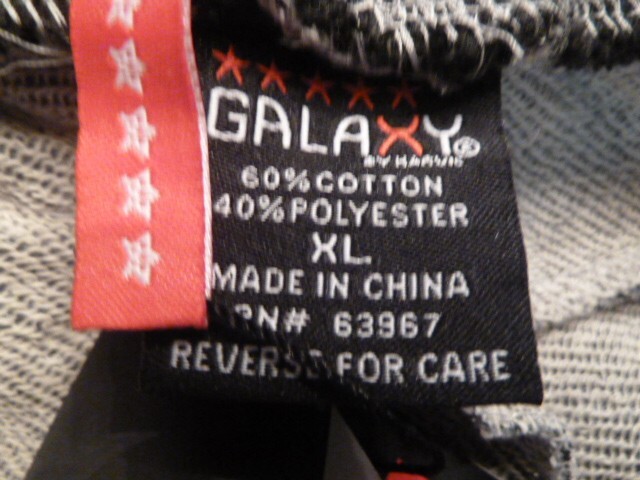 GALAXY®
BY HARVIC
60% COTTON
40% POLYESTER
XL
MADE IN CHINA
RN# 63967
REVERSE FOR CARE